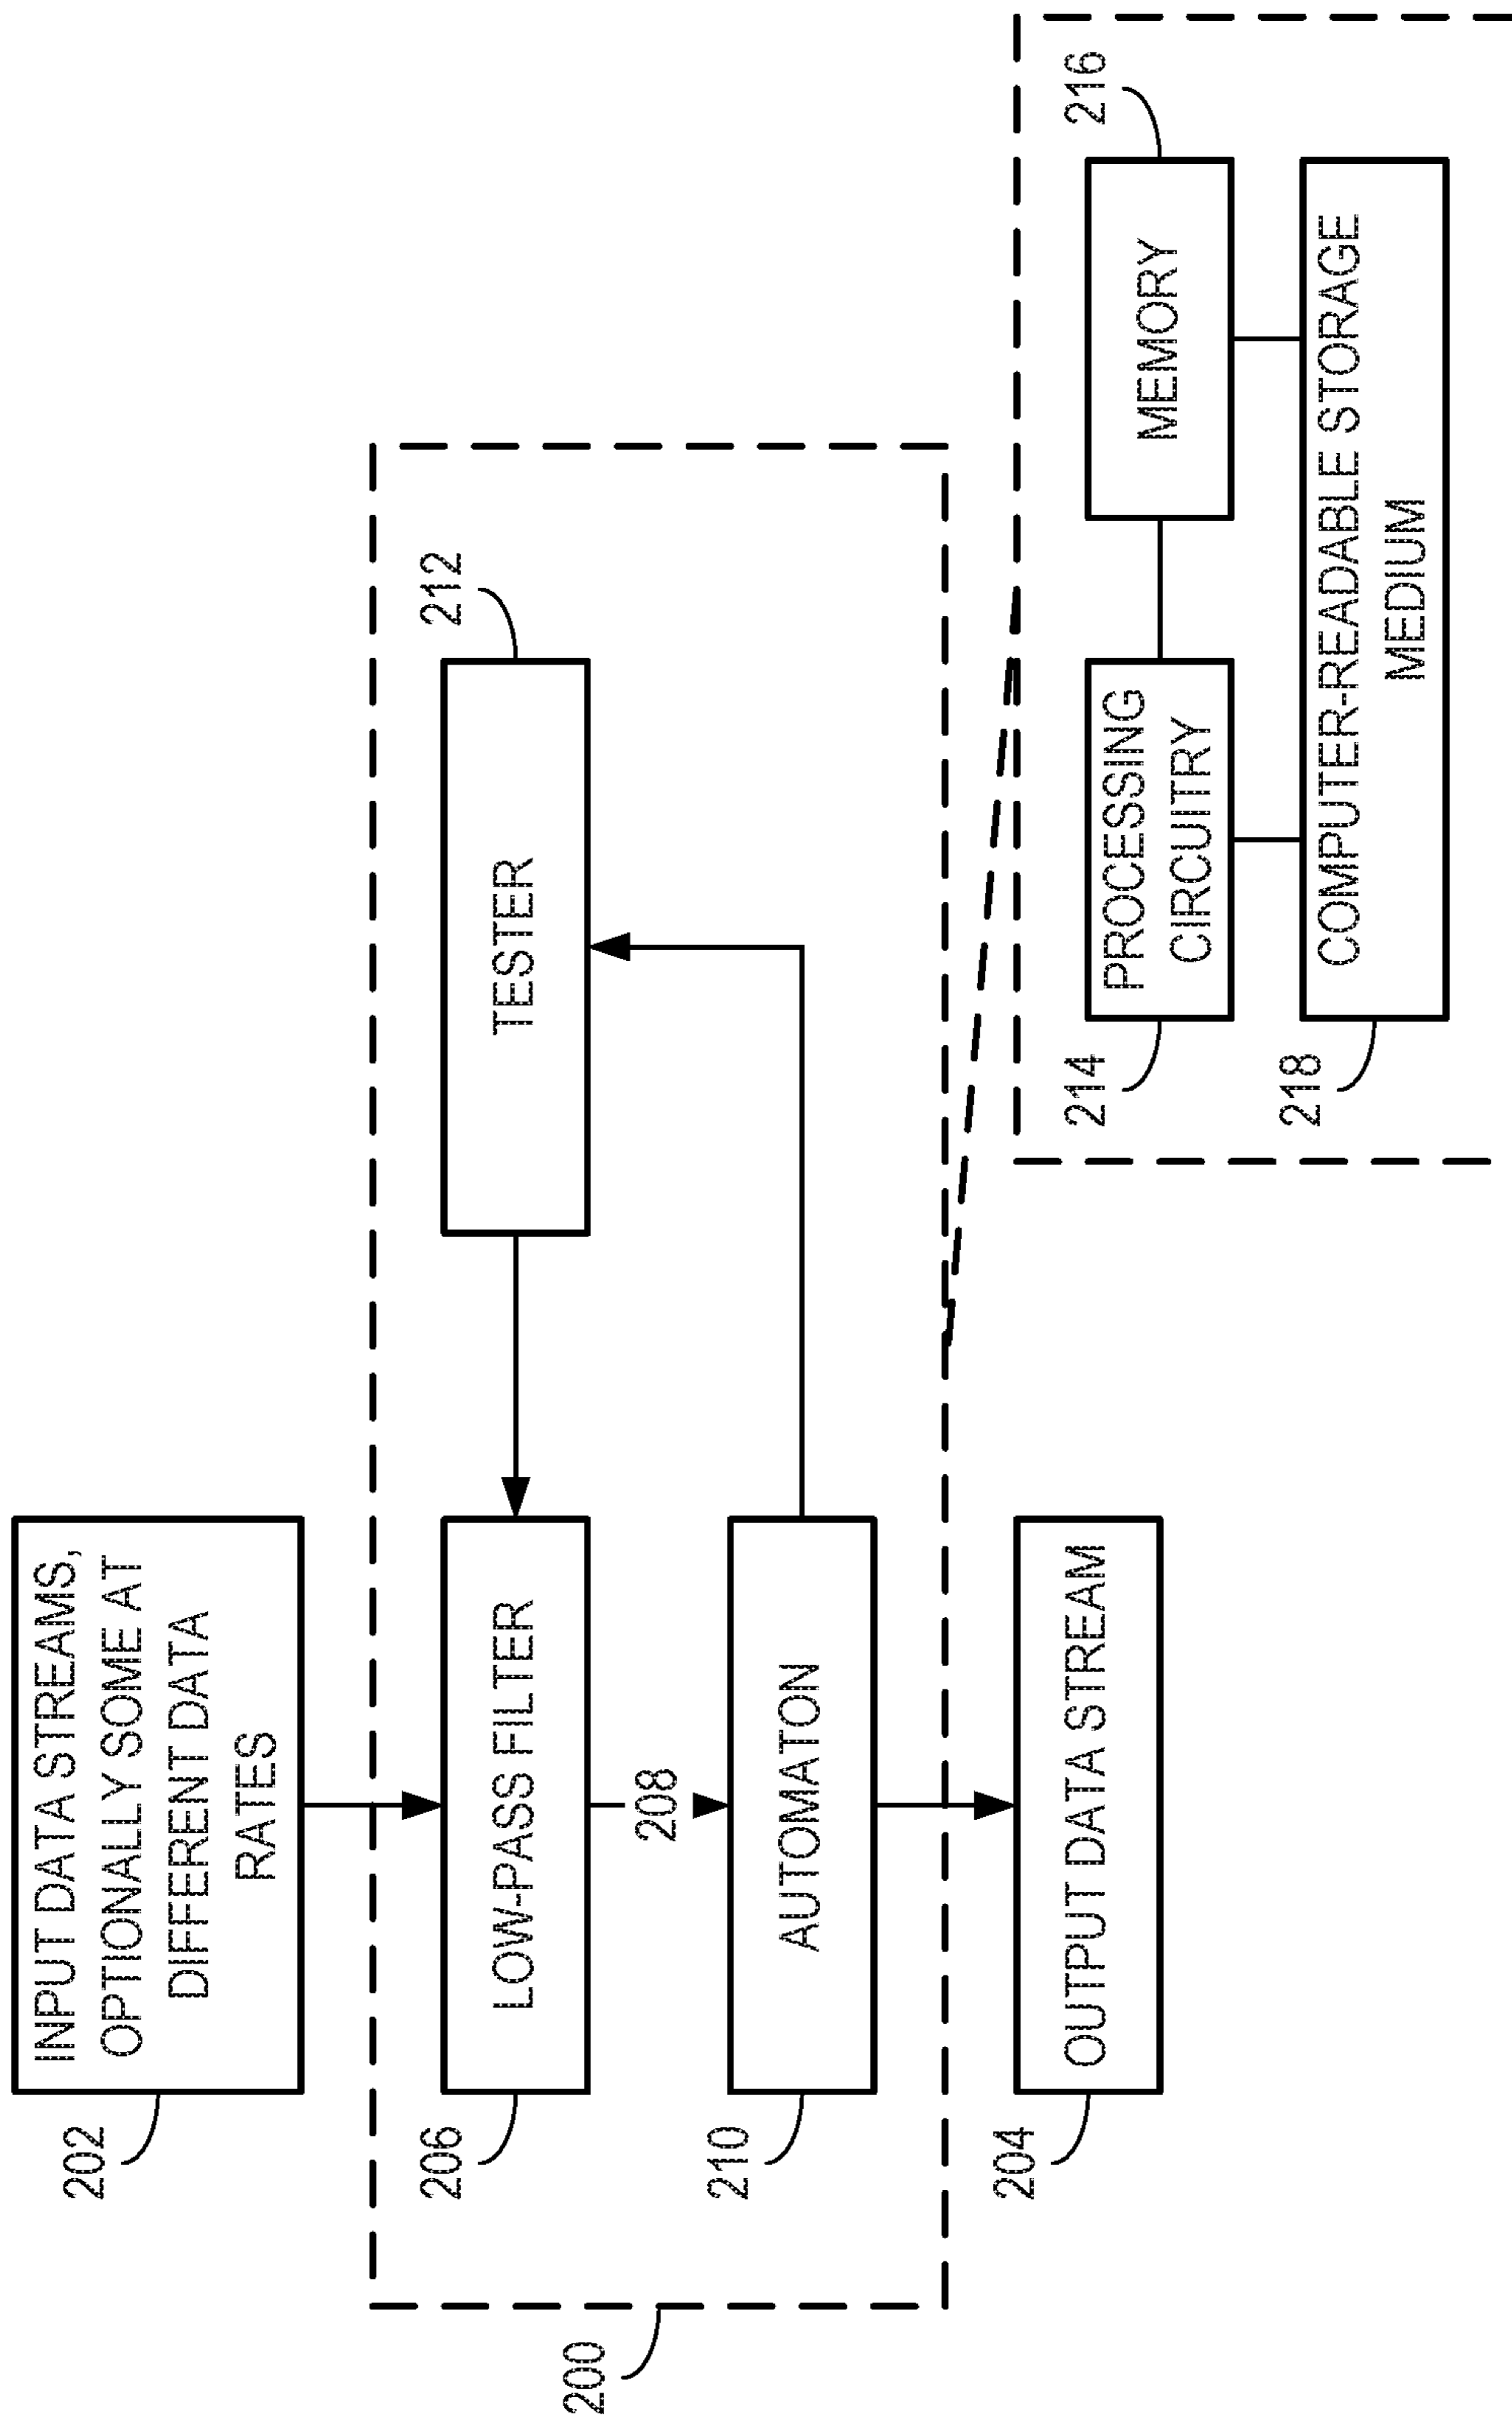 202
INPUT DATA STREAMS,
OPTIONALLY SOME AT
DIFFERENT DATA
RATES
200
206
LOW-PASS FILTER
212
TESTER
208
210
AUTOMATON
204
OUTPUT DATA STREAM
214
PROCESSING
CIRCUITRY
216
MEMORY
218
COMPUTER-READABLE STORAGE
MEDIUM